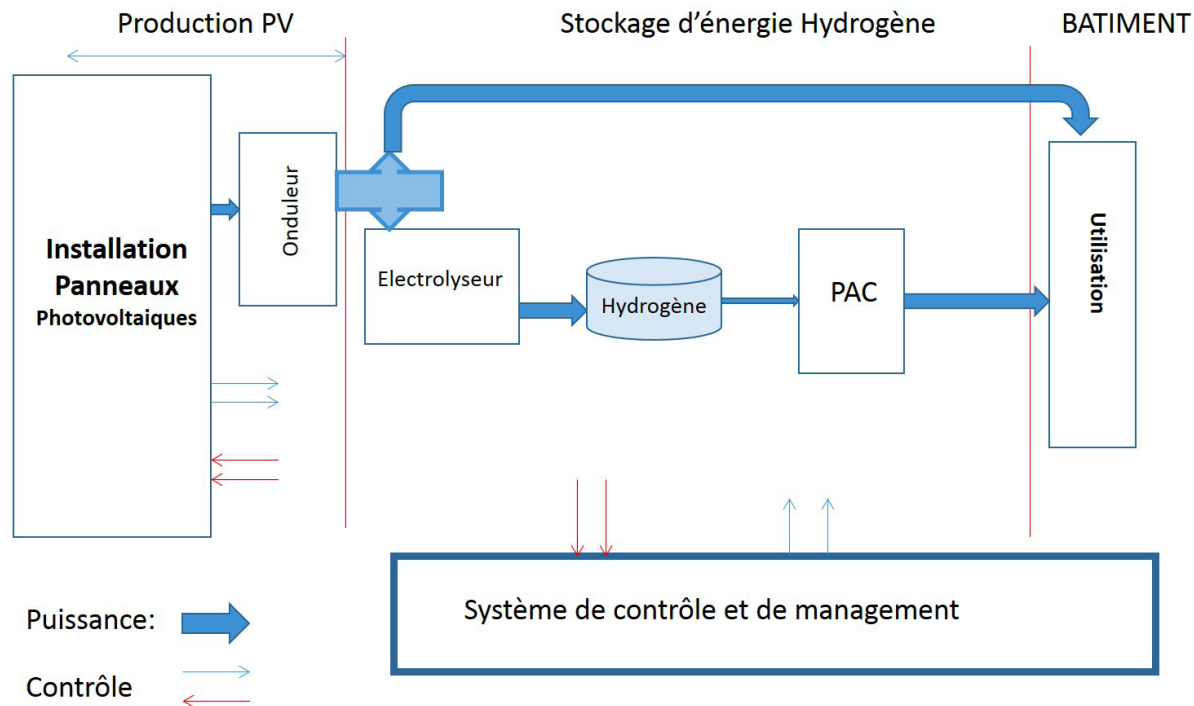 Production PV
Stockage d'énergie Hydrogène
BATIMENT
Onduleur
Installation
Panneaux
Photovoltaiques
Electrolyseur
Hydrogène
PAC
Utilisation
Système de contrôle et de management
Puissance:
Contrôle